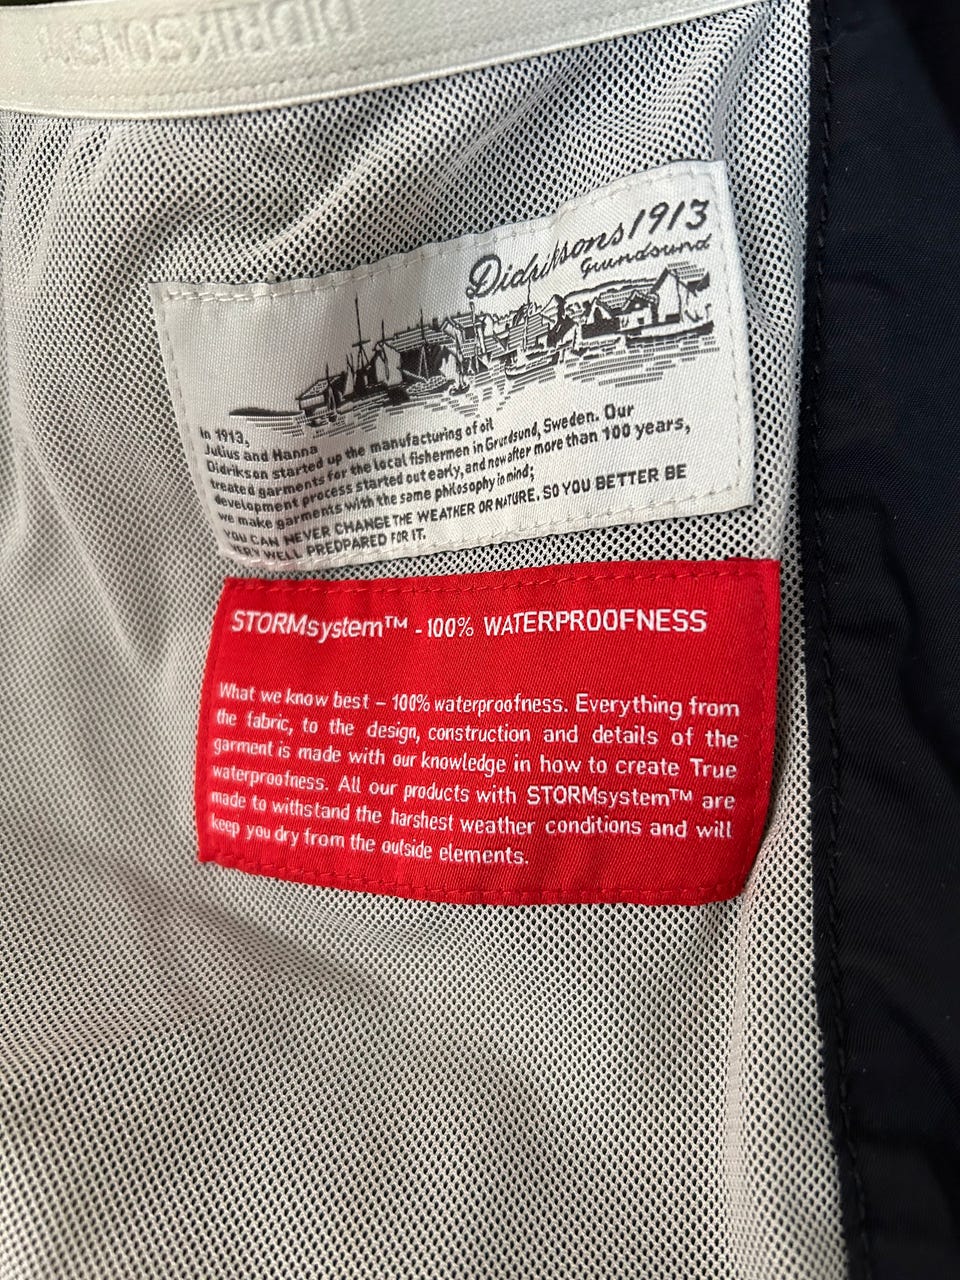 DIDRIKSONS
Didriksons1913
Grundsund
In 1913,
Julius and Hanna
Didrikson started up the manufacturing of oil
treated garments for the local fishermen in Grundsund, Sweden. Our
development process started out early, and now after more than 100 years,
we make garments with the same philosophy in mind;
YOU CAN NEVER CHANGE THE WEATHER OR NATURE, SO YOU BETTER BE
VERY WELL PREDPARED FOR IT.
STORMsystem™ - 100% WATERPROOFNESS
What we know best – 100% waterproofness. Everything from
the fabric, to the design, construction and details of the
garment is made with our knowledge in how to create True
waterproofness. All our products with STORMsystem™ are
made to withstand the harshest weather conditions and will
keep you dry from the outside elements.